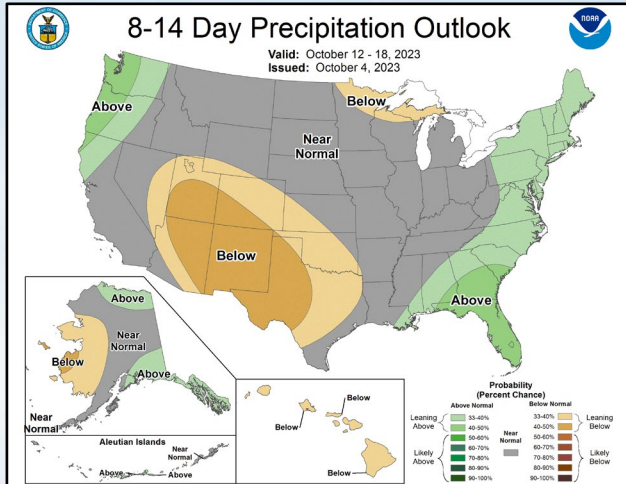 8-14 Day Precipitation Outlook
NOAA
Valid: October 12 - 18, 2023
Issued: October 4, 2023
Above
Below
Near
Normal
Below
Above
Above
Near
Normal
Below
Above
Near
Normal
Aleutian Islands
Near
Normal
Above
Above
Below
Below
Below
Below
Probability
(Percent Chance)
Above Normal
Below Normal
Leaning
Above
33-40%
40-50%
Likely
Above
50-60%
60-70%
70-80%
80-90%
90-100%
Near
Normal
33-40%
40-50%
Leaning
Below
50-60%
60-70%
70-80%
80-90%
90-100%
Likely
Below